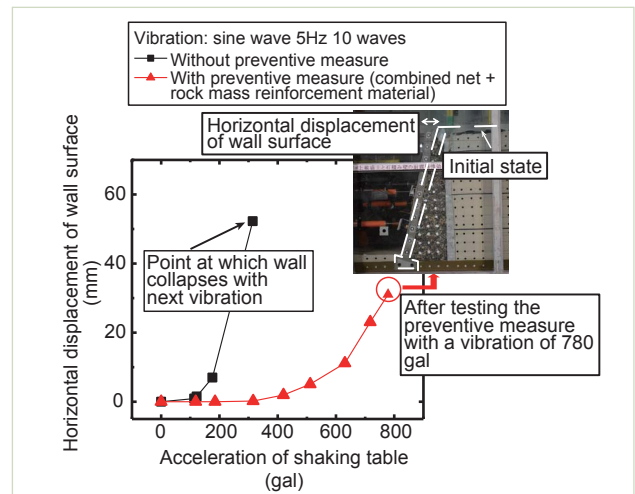 Vibration: sine wave 5Hz 10 waves
Without preventive measure
With preventive measure (combined net +
rock mass reinforcement material)
Horizontal displacement
of wall surface
Initial state
60
40
20
0
Horizontal displacement of wall surface
(mm)
Point at which wall
collapses with
next vibration
After testing the
preventive measure
with a vibration of 780
gal
0 200 400 600 800
Acceleration of shaking table
(gal)